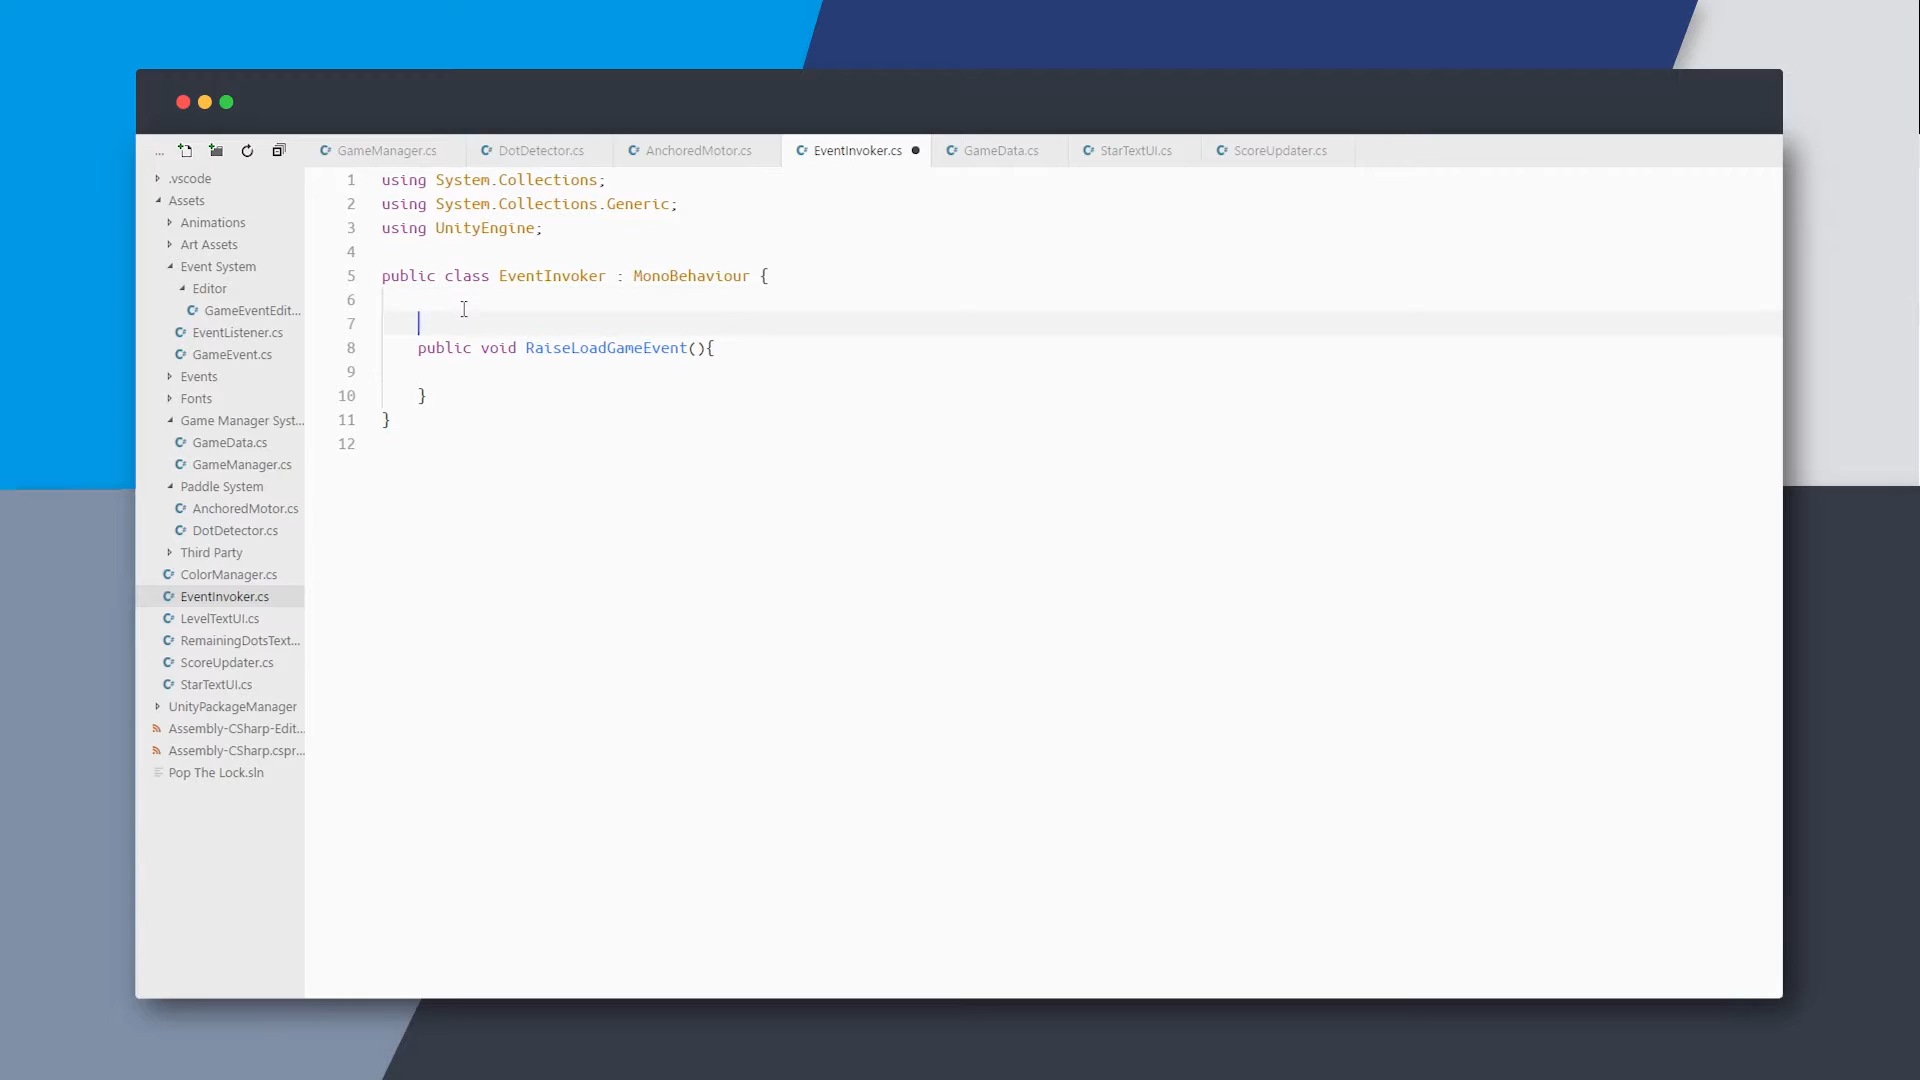 ...
GameManager.cs
DotDetector.cs
AnchoredMotor.cs
EventInvoker.cs
GameData.cs
StarTextUI.cs
ScoreUpdater.cs
.vscode
Assets
Animations
Art Assets
Event System
Editor
GameEventEdit...
EventListener.cs
GameEvent.cs
Events
Fonts
Game Manager Syst...
GameData.cs
GameManager.cs
Paddle System
AnchoredMotor.cs
DotDetector.cs
Third Party
ColorManager.cs
EventInvoker.cs
LevelTextUI.cs
RemainingDotsText...
ScoreUpdater.cs
StarTextUI.cs
UnityPackageManager
Assembly-CSharp-Edit...
Assembly-CSharp.cspr...
Pop The Lock.sln
1 using System.Collections;
2 using System.Collections.Generic;
3 using UnityEngine;
4
5 public class EventInvoker : MonoBehaviour {
6
7
8 public void RaiseLoadGameEvent(){
9
10 }
11 }
12